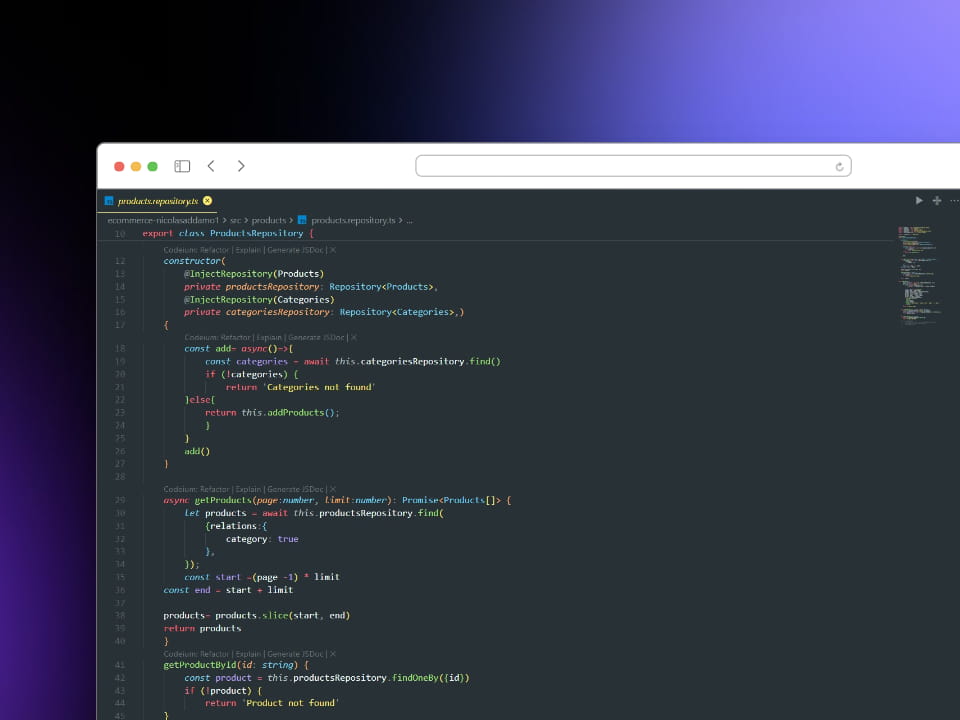 products.repository.ts
ecommerce-nicolasaddamo1 > src > products > products.repository.ts > ...
10 export class ProductsRepository {
Codeium: Refactor | Explain | Generate JSDoc | X
12 constructor(
13 @InjectRepository(Products)
14 private productsRepository: Repository<Products>,
15 @InjectRepository(Categories)
16 private categoriesRepository: Repository<Categories>,)
17 {
Codeium: Refactor | Explain | Generate JSDoc | X
18 const add= async()=>{
19 const categories = await this.categoriesRepository.find()
20 if (!categories) {
21 return 'Categories not found'
22 }else{
23 return this.addProducts();
24 }
25 }
26 add()
27 }
28
Codeium: Refactor | Explain | Generate JSDoc | X
29 async getProducts(page:number, limit:number): Promise<Products[]> {
30 let products = await this.productsRepository.find(
31 {relations:{
32 category: true
33 },
34 });
35 const start =(page -1) * limit
36 const end = start + limit
37
38 products= products.slice(start, end)
39 return products
40 }
Codeium: Refactor | Explain | Generate JSDoc | X
41 getProductById(id: string) {
42 const product = this.productsRepository.findOneBy({id})
43 if (!product) {
44 return 'Product not found'
45 }